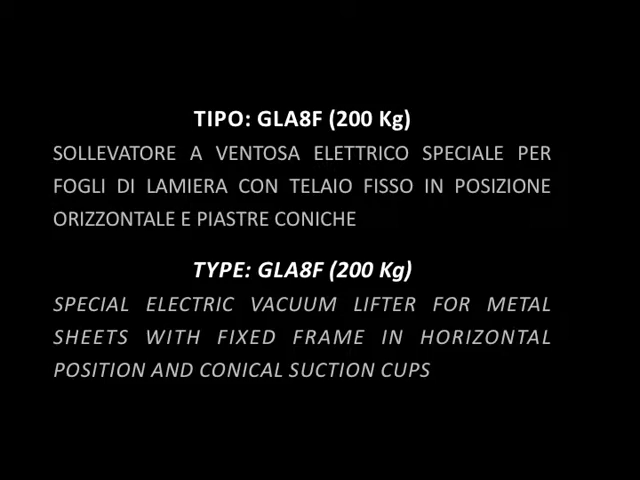 TIPO: GLA8F (200 Kg)
SOLLEVATORE A VENTOSA ELETTRICO SPECIALE PER
FOGLI DI LAMIERA CON TELAIO FISSO IN POSIZIONE
ORIZZONTALE E PIASTRE CONICHE
TYPE: GLA8F (200 Kg)
SPECIAL ELECTRIC VACUUM LIFTER FOR METAL
SHEETS WITH FIXED FRAME IN HORIZONTAL
POSITION AND CONICAL SUCTION CUPS